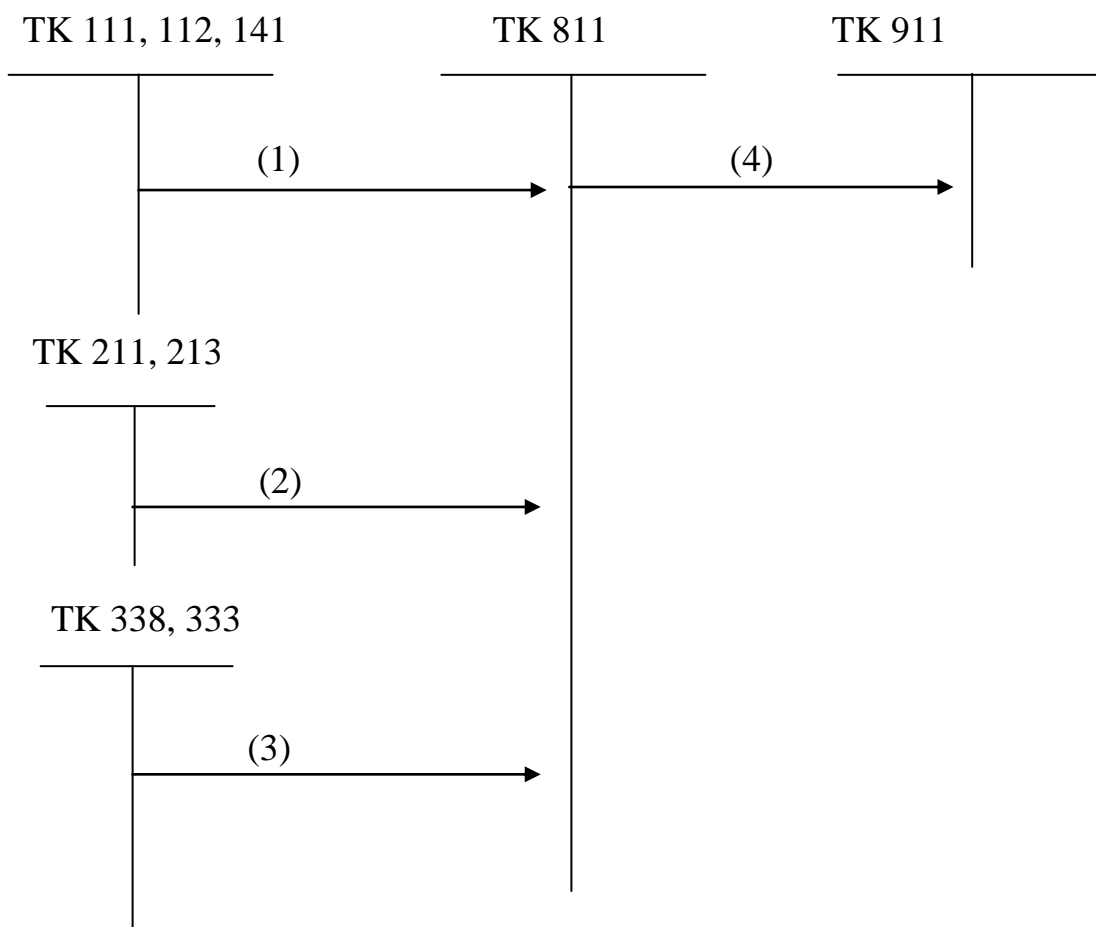 TK 111, 112, 141
TK 811
TK 911
(1)
(4)
TK 211, 213
(2)
TK 338, 333
(3)